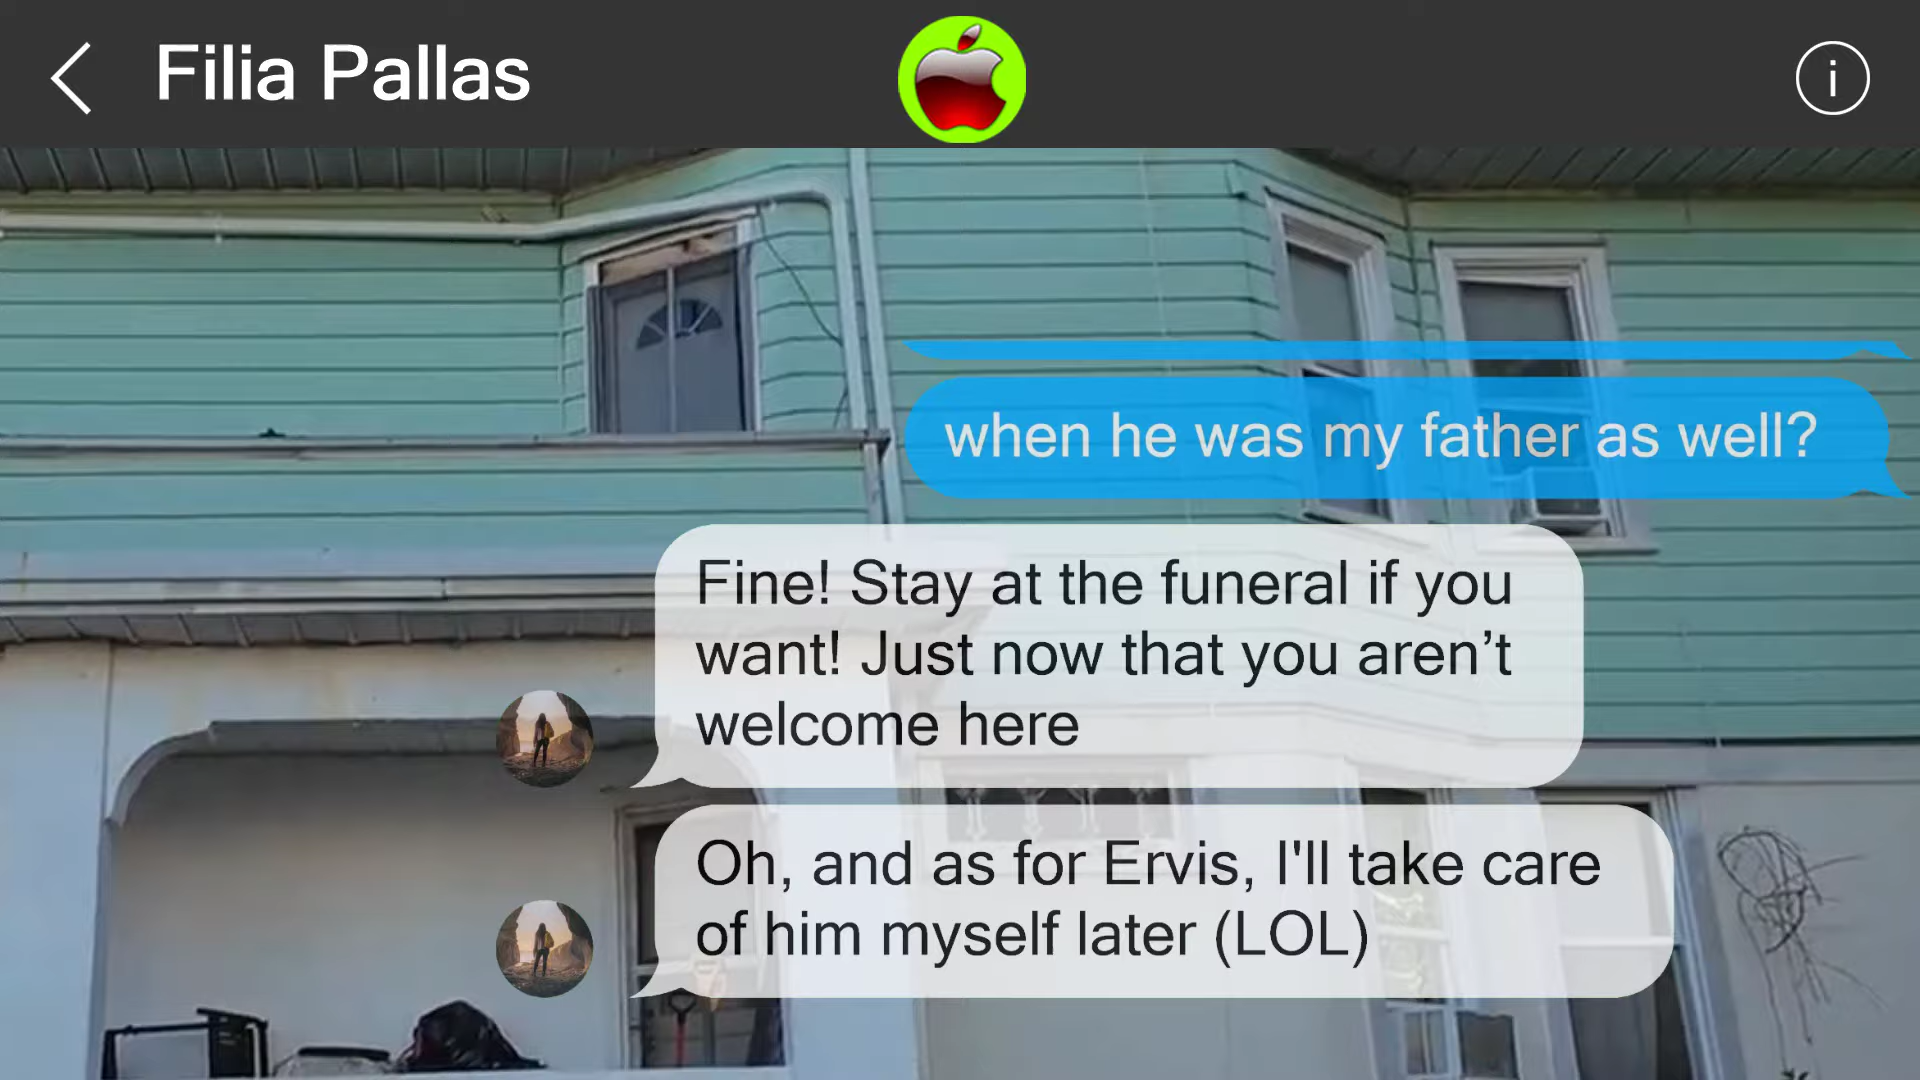 Filia Pallas
i
when he was my father as well?
Fine! Stay at the funeral if you
want! Just now that you aren’t
welcome here
Oh, and as for Ervis, I'll take care
of him myself later (LOL)